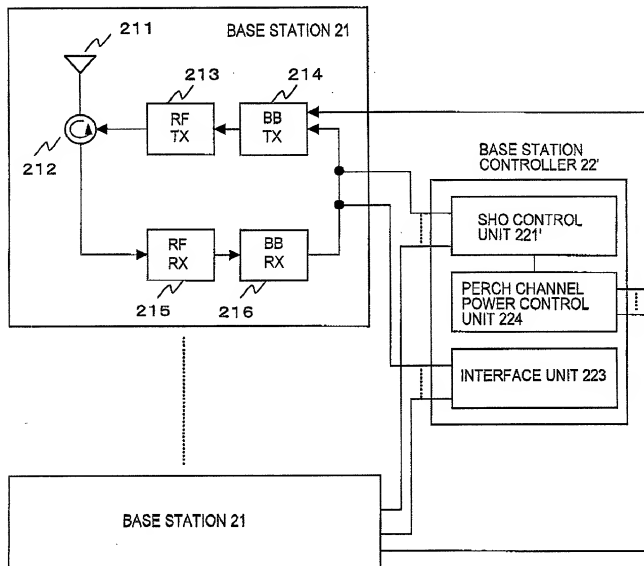 211
BASE STATION 21
213
214
RF
TX
BB
TX
212
BASE STATION
CONTROLLER 22'
SHO CONTROL
UNIT 221'
RF
RX
BB
RX
215
216
PERCH CHANNEL
POWER CONTROL
UNIT 224
INTERFACE UNIT 223
BASE STATION 21